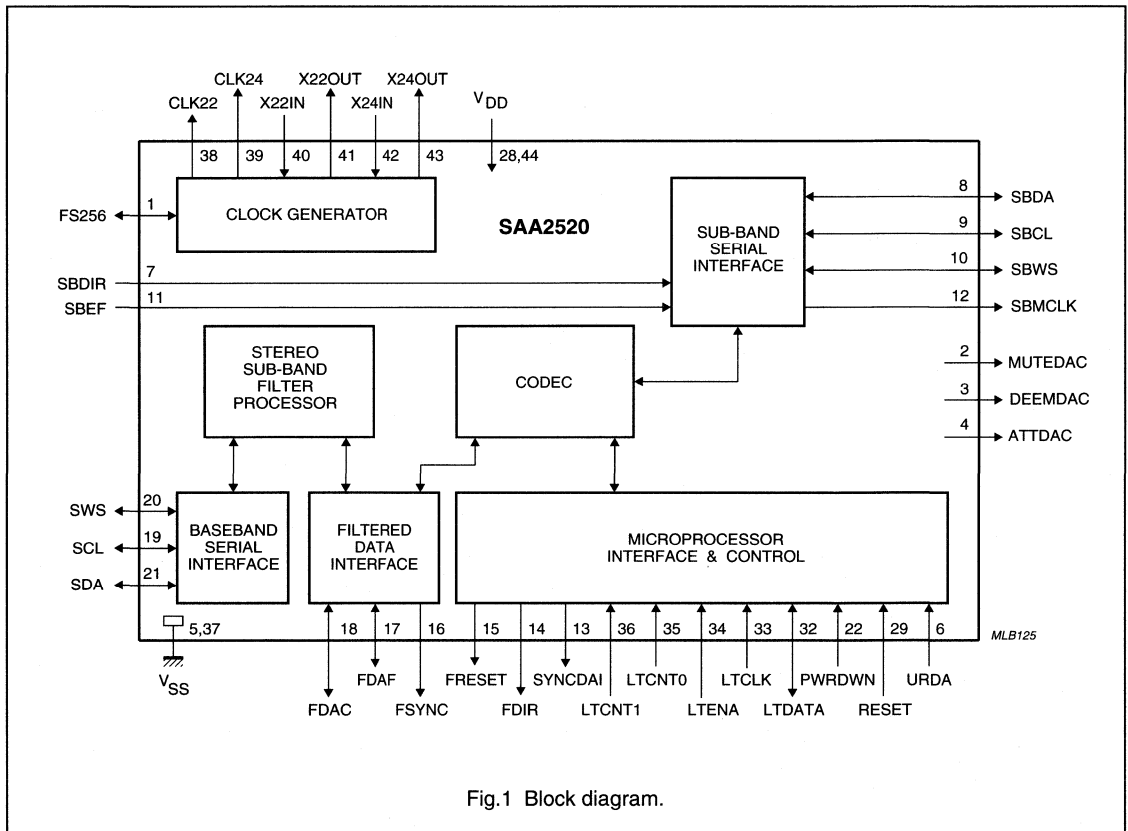 CLK24 X22OUT X24OUT
CLK22 X22IN X24IN VDD
38 39 40 41 42 43 28,44
FS256 1 CLOCK GENERATOR
SAA2520
SUB-BAND
SERIAL
INTERFACE
8 SBDA
9 SBCL
10 SBWS
12 SBMCLK
7
SBDIR
11
SBEF
2 MUTEDAC
3 DEEMDAC
4 ATTDAC
STEREO
SUB-BAND
FILTER
PROCESSOR
CODEC
20
SWS
19
SCL
21
SDA
BASEBAND
SERIAL
INTERFACE
FILTERED
DATA
INTERFACE
MICROPROCESSOR
INTERFACE & CONTROL
5,37 18 17 16 15 14 13 36 35 34 33 32 22 29 6
MLB125
VSS
FDAF FRESET SYNCDAI LTCNT0 LTCLK PWRDWN URDA
FDAC FSYNC FDIR LTCNT1 LTENA LTDATA RESET
Fig.1 Block diagram.